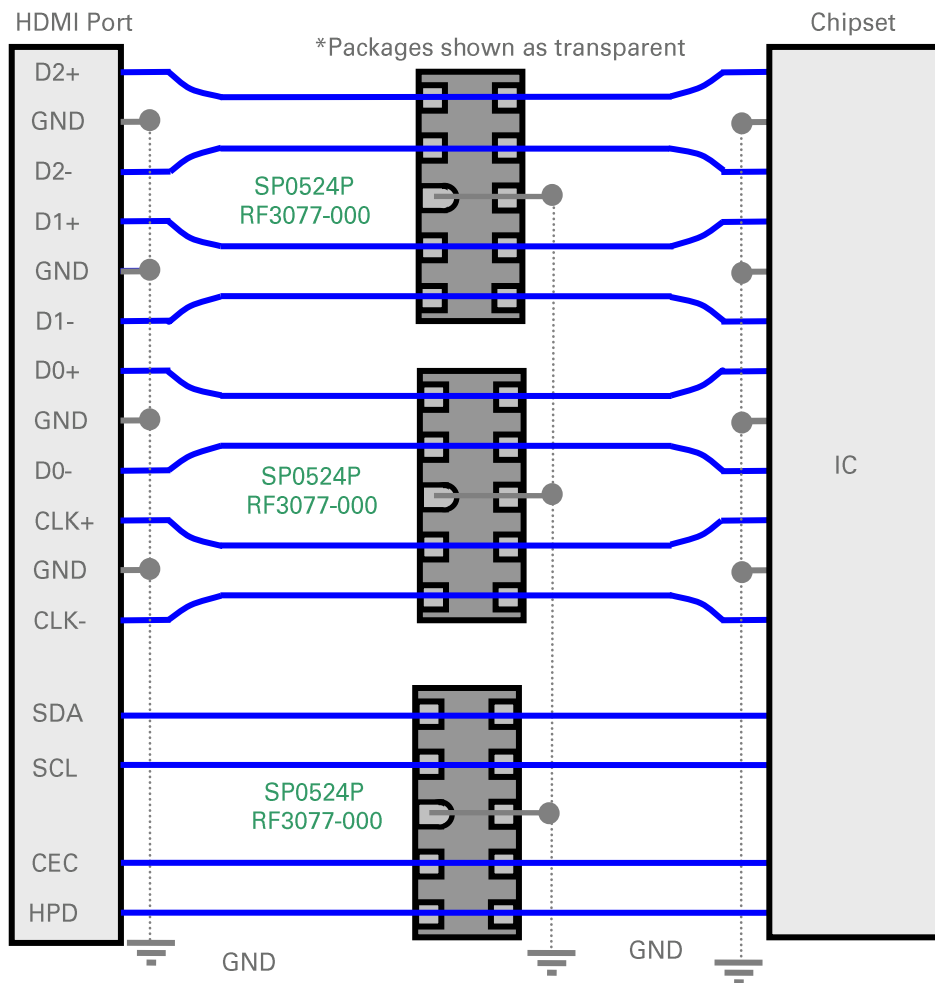 HDMI Port
Chipset
*Packages shown as transparent
D2+
GND
D2-
SP0524P
RF3077-000
D1+
GND
D1-
D0+
GND
D0-
SP0524P
RF3077-000
IC
CLK+
GND
CLK-
SDA
SCL
SP0524P
RF3077-000
CEC
HPD
GND
GND